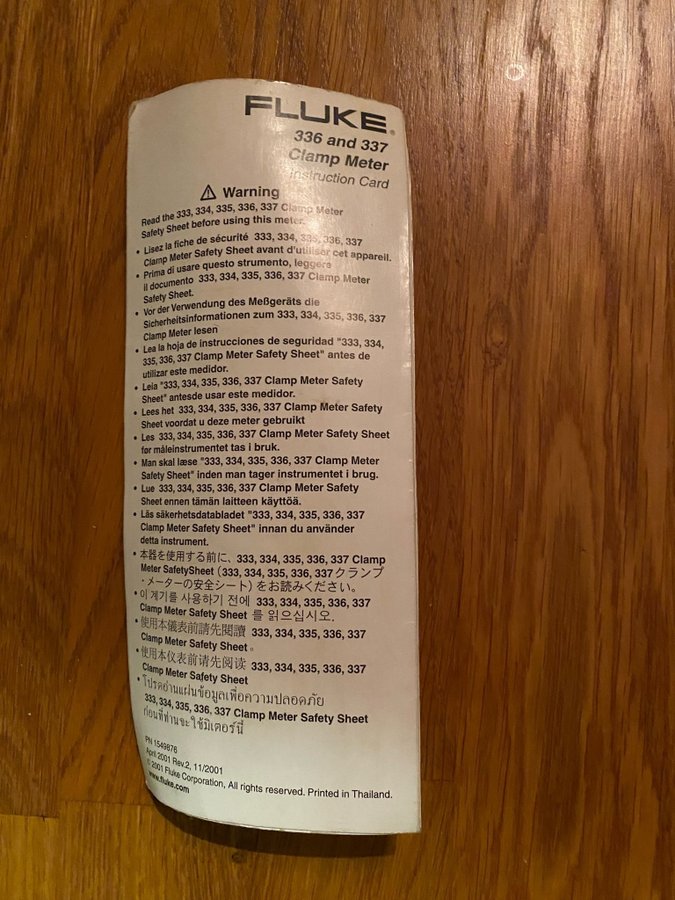 FLUKE®
336 and 337
Clamp Meter
Instruction Card
Warning
Read the 333, 334, 335, 336, 337 Clamp Meter
Safety Sheet before using this meter.
• Lisez la fiche de sécurité 333, 334, 335, 336, 337
Clamp Meter Safety Sheet avant d'utiliser cet appareil.
• Prima di usare questo strumento, leggere
il documento 333, 334, 335, 336, 337 Clamp Meter
Safety Sheet.
• Vor der Verwendung des Meßgeräts die
Sicherheitsinformationen zum 333, 334, 335, 336, 337
Clamp Meter lesen
• Lea la hoja de instrucciones de seguridad "333, 334,
335, 336, 337 Clamp Meter Safety Sheet" antes de
utilizar este medidor.
• Leia "333, 334, 335, 336, 337 Clamp Meter Safety
Sheet" antesde usar este medidor.
• Lees het 333, 334, 335, 336, 337 Clamp Meter Safety
Sheet voordat u deze meter gebruikt
• Les 333, 334, 335, 336, 337 Clamp Meter Safety Sheet
før måleinstrumentet tas i bruk.
• Man skal læse "333, 334, 335, 336, 337 Clamp Meter
Safety Sheet" inden man tager instrumentet i brug.
• Lue 333, 334, 335, 336, 337 Clamp Meter Safety
Sheet ennen tämän laitteen käyttöä.
• Läs säkerhetsdatabladet "333, 334, 335, 336, 337
Clamp Meter Safety Sheet" innan du använder
detta instrument.
• 本器を使用する前に、333, 334, 335, 336, 337 Clamp
Meter SafetySheet (333, 334, 335, 336, 337 クランプ
・メーターの安全シート) をお読みください。
• 이 계기를 사용하기 전에 333, 334, 335, 336, 337
Clamp Meter Safety Sheet 를 읽으십시오.
• 使用本儀表前請先閱讀 333, 334, 335, 336, 337
Clamp Meter Safety Sheet 。
• 使用本仪表前请先阅读 333, 334, 335, 336, 337
Clamp Meter Safety Sheet
• โปรดอ่านแผ่นข้อมูลเพื่อความปลอดภัย
333, 334, 335, 336, 337 Clamp Meter Safety Sheet
ก่อนที่ท่านจะใช้มิเตอร์นี้
PN 1549876
April 2001 Rev.2, 11/2001
© 2001 Fluke Corporation, All rights reserved. Printed in Thailand.
www.fluke.com